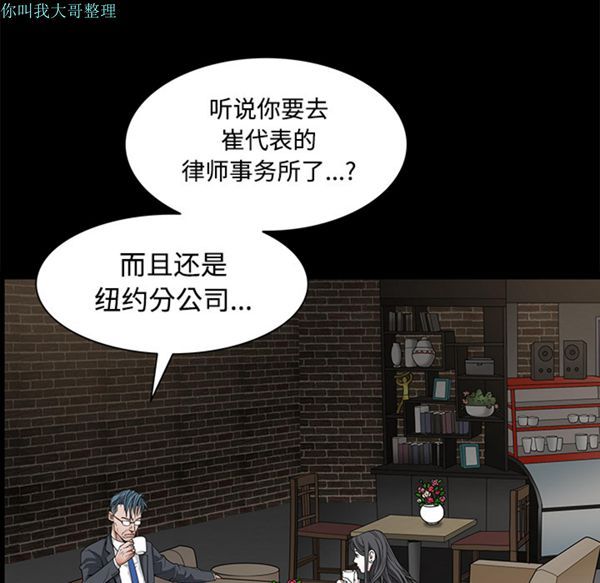 你叫我大哥整理
听说你要去
崔代表的
律师事务所了...?
而且还是
纽约分公司...